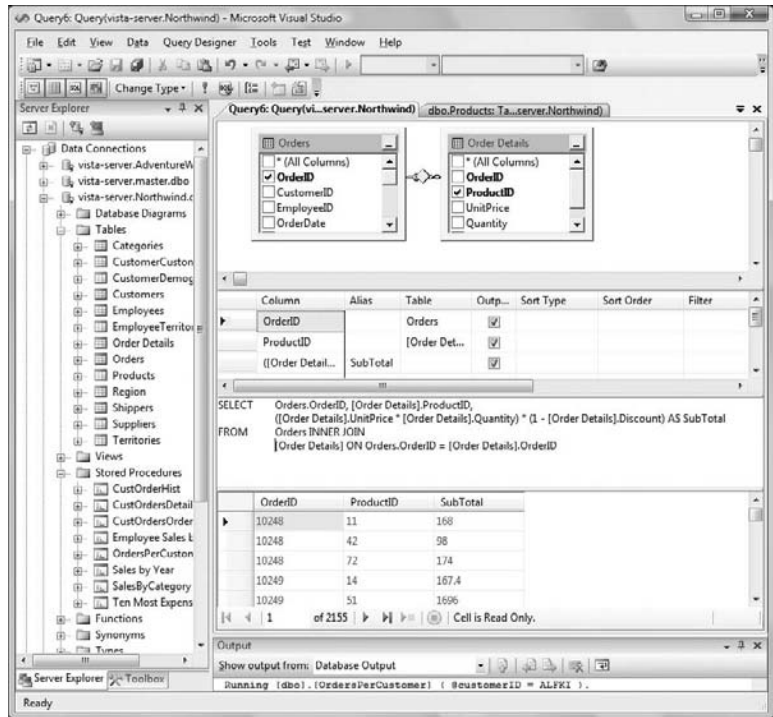 Query6: Query(vista-server.Northwind) - Microsoft Visual Studio
File Edit View Data Query Designer Tools Test Window Help
Change Type
Server Explorer
Query6: Query(vi...server.Northwind) dbo.Products: Ta...server.Northwind)
Data Connections
vista-server.AdventureW
vista-server.master.dbo
vista-server.Northwind.c
Database Diagrams
Tables
Categories
CustomerCuston
CustomerDemog
Customers
Employees
EmployeeTerritor
Order Details
Orders
Products
Region
Shippers
Suppliers
Territories
Views
Stored Procedures
CustOrderHist
CustOrdersDetail
CustOrdersOrder
Employee Sales b
OrdersPerCuston
Sales by Year
SalesByCategory
Ten Most Expens
Functions
Synonyms
Types
Server Explorer Toolbox
Orders
* (All Columns)
OrderID
CustomerID
EmployeeID
OrderDate
Order Details
* (All Columns)
OrderID
ProductID
UnitPrice
Quantity
Column Alias Table Outp... Sort Type Sort Order Filter
OrderID Orders
ProductID [Order Det...
([Order Detail... SubTotal
SELECT Orders.OrderID, [Order Details].ProductID,
([Order Details].UnitPrice * [Order Details].Quantity) * (1 - [Order Details].Discount) AS SubTotal
FROM Orders INNER JOIN
[Order Details] ON Orders.OrderID = [Order Details].OrderID
OrderID ProductID SubTotal
10248 11 168
10248 42 98
10248 72 174
10249 14 167.4
10249 51 1696
1 of 2155 Cell is Read Only.
Output
Show output from: Database Output
Running [dbo].[OrdersPerCustomer] ( @customerID = ALFKI ).
Ready